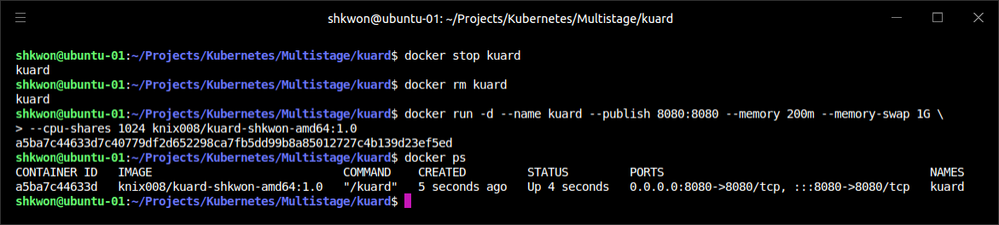 shkwon@ubuntu-01: ~/Projects/Kubernetes/Multistage/kuard
shkwon@ubuntu-01:~/Projects/Kubernetes/Multistage/kuard$ docker stop kuard
kuard
shkwon@ubuntu-01:~/Projects/Kubernetes/Multistage/kuard$ docker rm kuard
kuard
shkwon@ubuntu-01:~/Projects/Kubernetes/Multistage/kuard$ docker run -d --name kuard --publish 8080:8080 --memory 200m --memory-swap 1G \
> --cpu-shares 1024 knix008/kuard-shkwon-amd64:1.0
a5ba7c44633d7c40779df2d652298ca7fb5dd99b8a85012727c4b139d23ef5ed
shkwon@ubuntu-01:~/Projects/Kubernetes/Multistage/kuard$ docker ps
CONTAINER ID   IMAGE                            COMMAND    CREATED         STATUS         PORTS                                       NAMES
a5ba7c44633d   knix008/kuard-shkwon-amd64:1.0   "/kuard"   5 seconds ago   Up 4 seconds   0.0.0.0:8080->8080/tcp, :::8080->8080/tcp   kuard
shkwon@ubuntu-01:~/Projects/Kubernetes/Multistage/kuard$